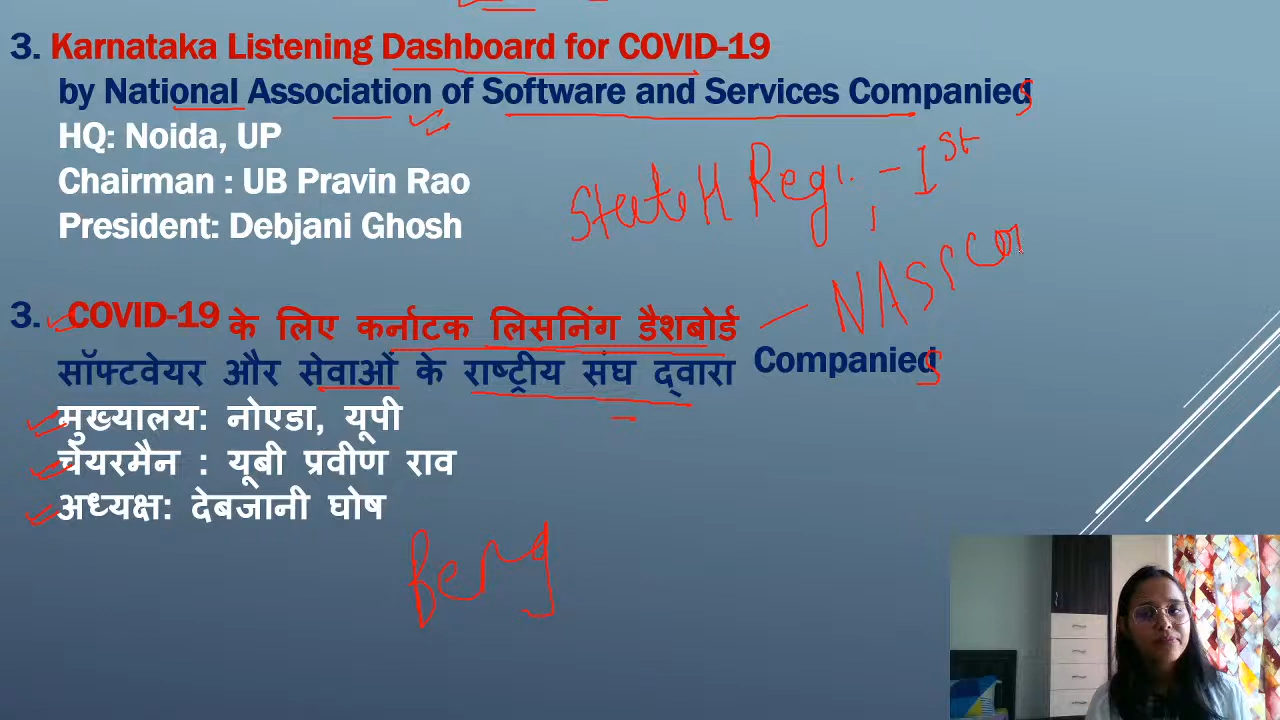 3. Karnataka Listening Dashboard for COVID-19
by National Association of Software and Services Companied s
HQ: Noida, UP
Chairman : UB Pravin Rao
President: Debjani Ghosh
State H Reg. - 1st
NASSCom
3. COVID-19 के लिए कर्नाटक लिसनिंग डैशबोर्ड
सॉफ्टवेयर और सेवाओं के राष्ट्रीय संघ द्वारा Companied s
मुख्यालय: नोएडा, यूपी
चेयरमैन : यूबी प्रवीण राव
अध्यक्ष: देबजानी घोष
Beng